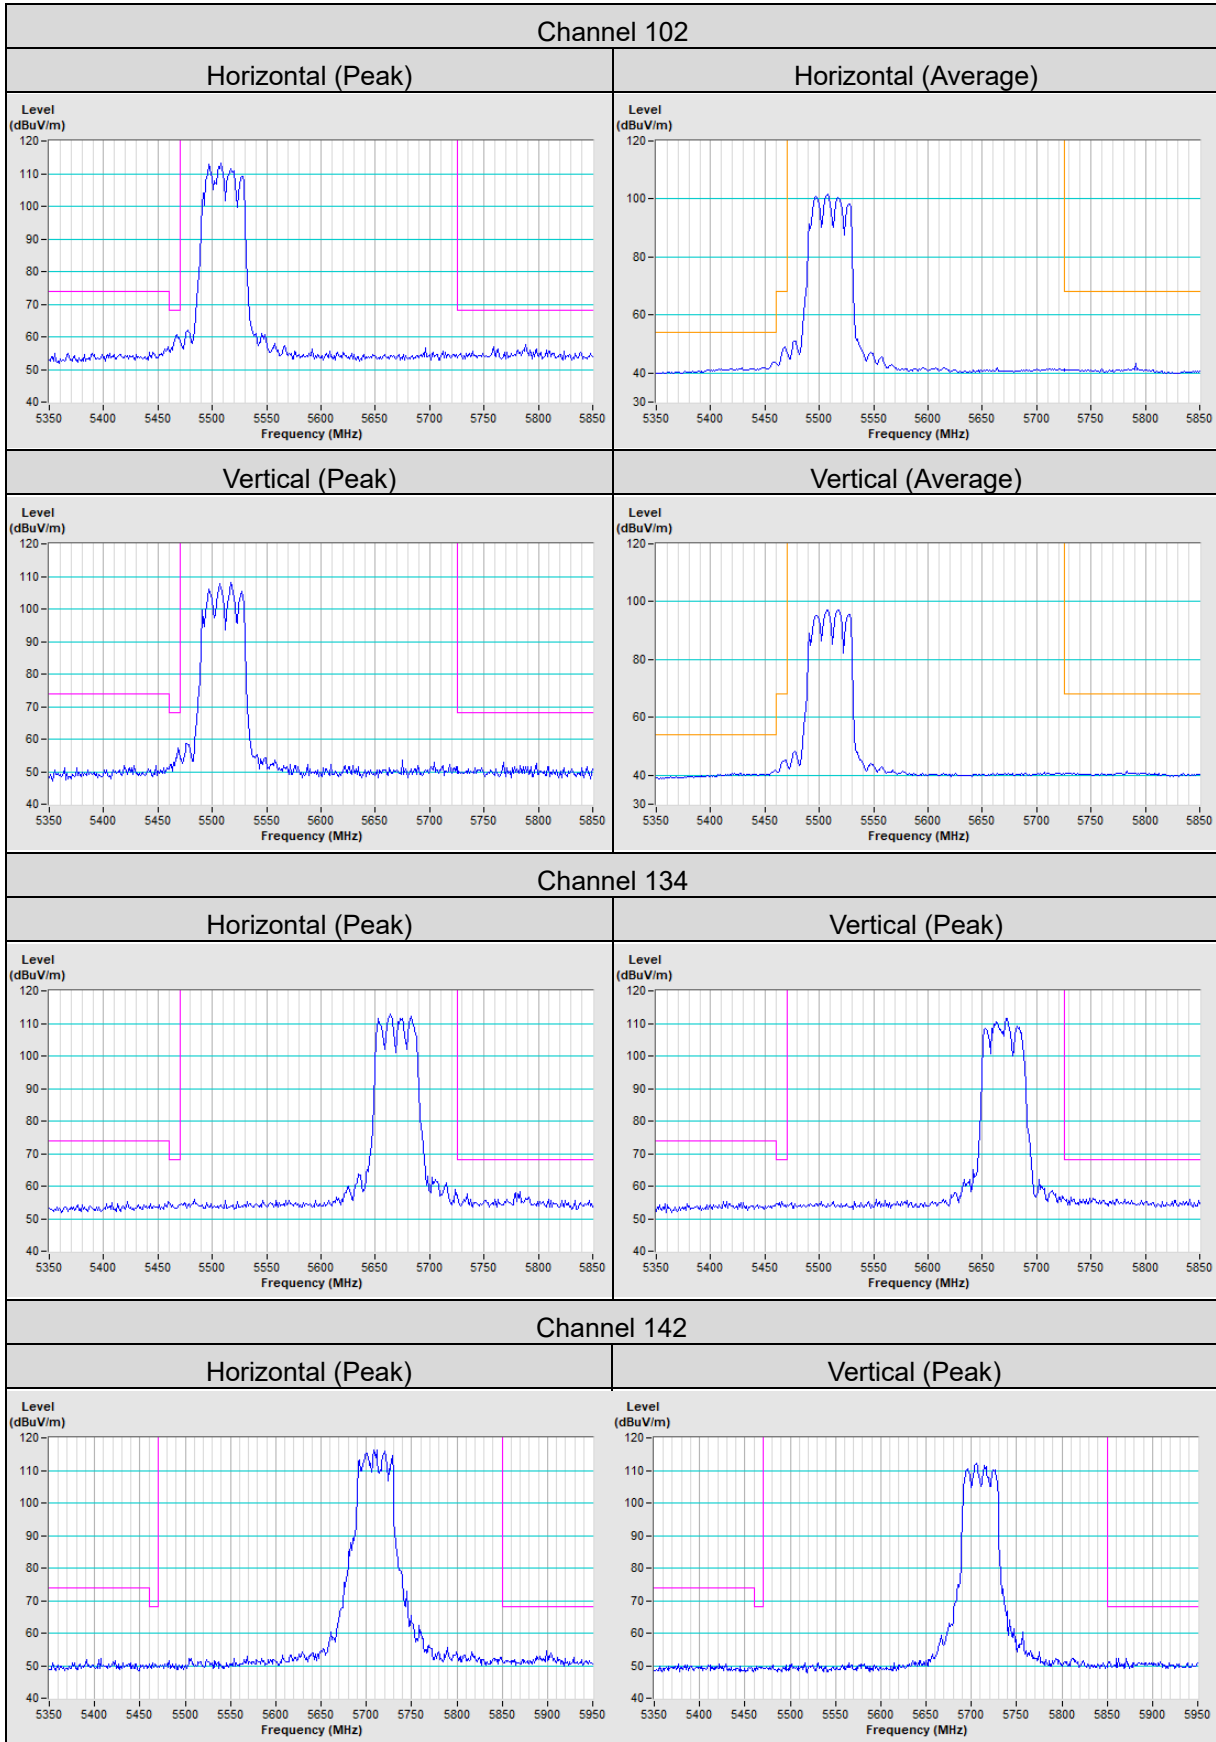 Channel 102
Horizontal (Peak)
Horizontal (Average)
Level
(dBuV/m)
120
110
100
90
80
70
60
50
40
5350 5400 5450 5500 5550 5600 5650 5700 5750 5800 5850
Frequency (MHz)
Level
(dBuV/m)
120
100
80
60
40
30
5350 5400 5450 5500 5550 5600 5650 5700 5750 5800 5850
Frequency (MHz)
Vertical (Peak)
Vertical (Average)
Level
(dBuV/m)
120
110
100
90
80
70
60
50
40
5350 5400 5450 5500 5550 5600 5650 5700 5750 5800 5850
Frequency (MHz)
Level
(dBuV/m)
120
100
80
60
40
30
5350 5400 5450 5500 5550 5600 5650 5700 5750 5800 5850
Frequency (MHz)
Channel 134
Horizontal (Peak)
Vertical (Peak)
Level
(dBuV/m)
120
110
100
90
80
70
60
50
40
5350 5400 5450 5500 5550 5600 5650 5700 5750 5800 5850
Frequency (MHz)
Level
(dBuV/m)
120
110
100
90
80
70
60
50
40
5350 5400 5450 5500 5550 5600 5650 5700 5750 5800 5850
Frequency (MHz)
Channel 142
Horizontal (Peak)
Vertical (Peak)
Level
(dBuV/m)
120
110
100
90
80
70
60
50
40
5350 5400 5450 5500 5550 5600 5650 5700 5750 5800 5850 5900 5950
Frequency (MHz)
Level
(dBuV/m)
120
110
100
90
80
70
60
50
40
5350 5400 5450 5500 5550 5600 5650 5700 5750 5800 5850 5900 5950
Frequency (MHz)